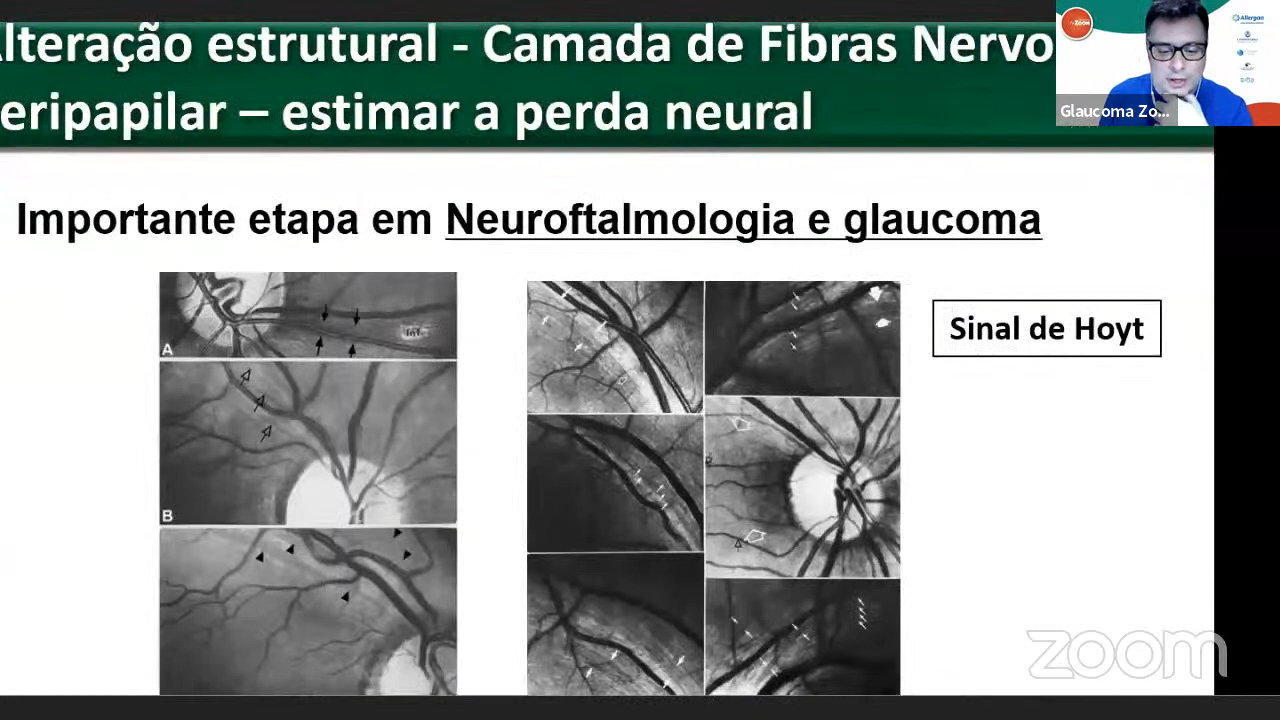 lteração estrutural - Camada de Fibras Nervo
eripapilar – estimar a perda neural
Glaucoma Zo...
Allergan
Importante etapa em Neuroftalmologia e glaucoma
Sinal de Hoyt
A
B
zoom